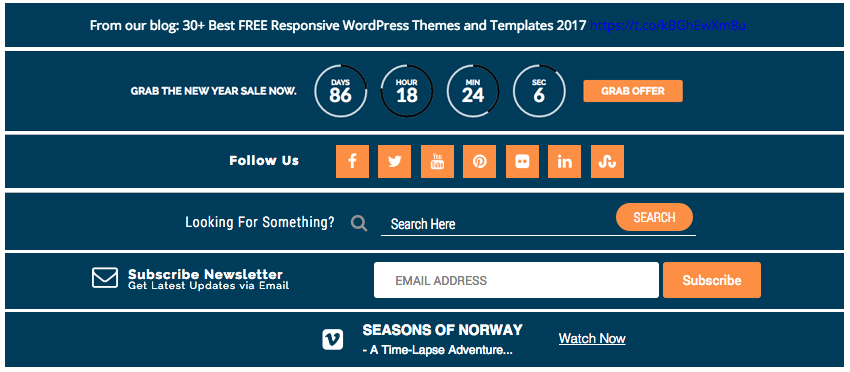 From our blog: 30+ Best FREE Responsive WordPress Themes and Templates 2017 https://t.co/kBGhEwXm8u
GRAB THE NEW YEAR SALE NOW. DAYS 86 HOUR 18 MIN 24 SEC 6 GRAB OFFER
Follow Us You Tube
Looking For Something? Search Here SEARCH
Subscribe Newsletter EMAIL ADDRESS Subscribe
Get Latest Updates via Email
SEASONS OF NORWAY Watch Now
- A Time-Lapse Adventure...